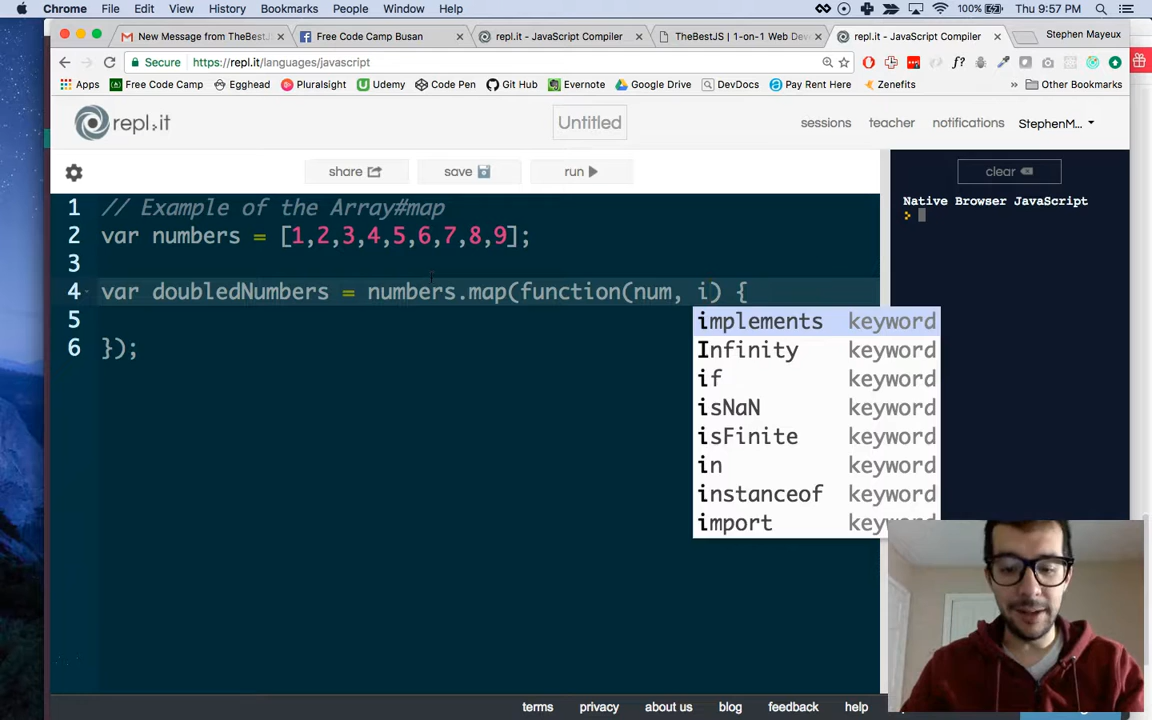 Chrome File Edit View History Bookmarks People Window Help 100% Thu 9:57 PM
New Message from TheBestJS Free Code Camp Busan repl.it - JavaScript Compiler TheBestJS | 1-on-1 Web Dev repl.it - JavaScript Compiler Stephen Mayeux
Secure https://repl.it/languages/javascript
Apps Free Code Camp Egghead Pluralsight Udemy Code Pen Git Hub Evernote Google Drive DevDocs Pay Rent Here Zenefits » Other Bookmarks
repl.it Untitled sessions teacher notifications StephenM...
share save run clear
1 // Example of the Array#map
2 var numbers = [1,2,3,4,5,6,7,8,9];
3
4 var doubledNumbers = numbers.map(function(num, i) {
5
6 });
Native Browser JavaScript
>
implements keyword
Infinity keyword
if keyword
isNaN keyword
isFinite keyword
in keyword
instanceof keyword
import keyw
terms privacy about us blog feedback help